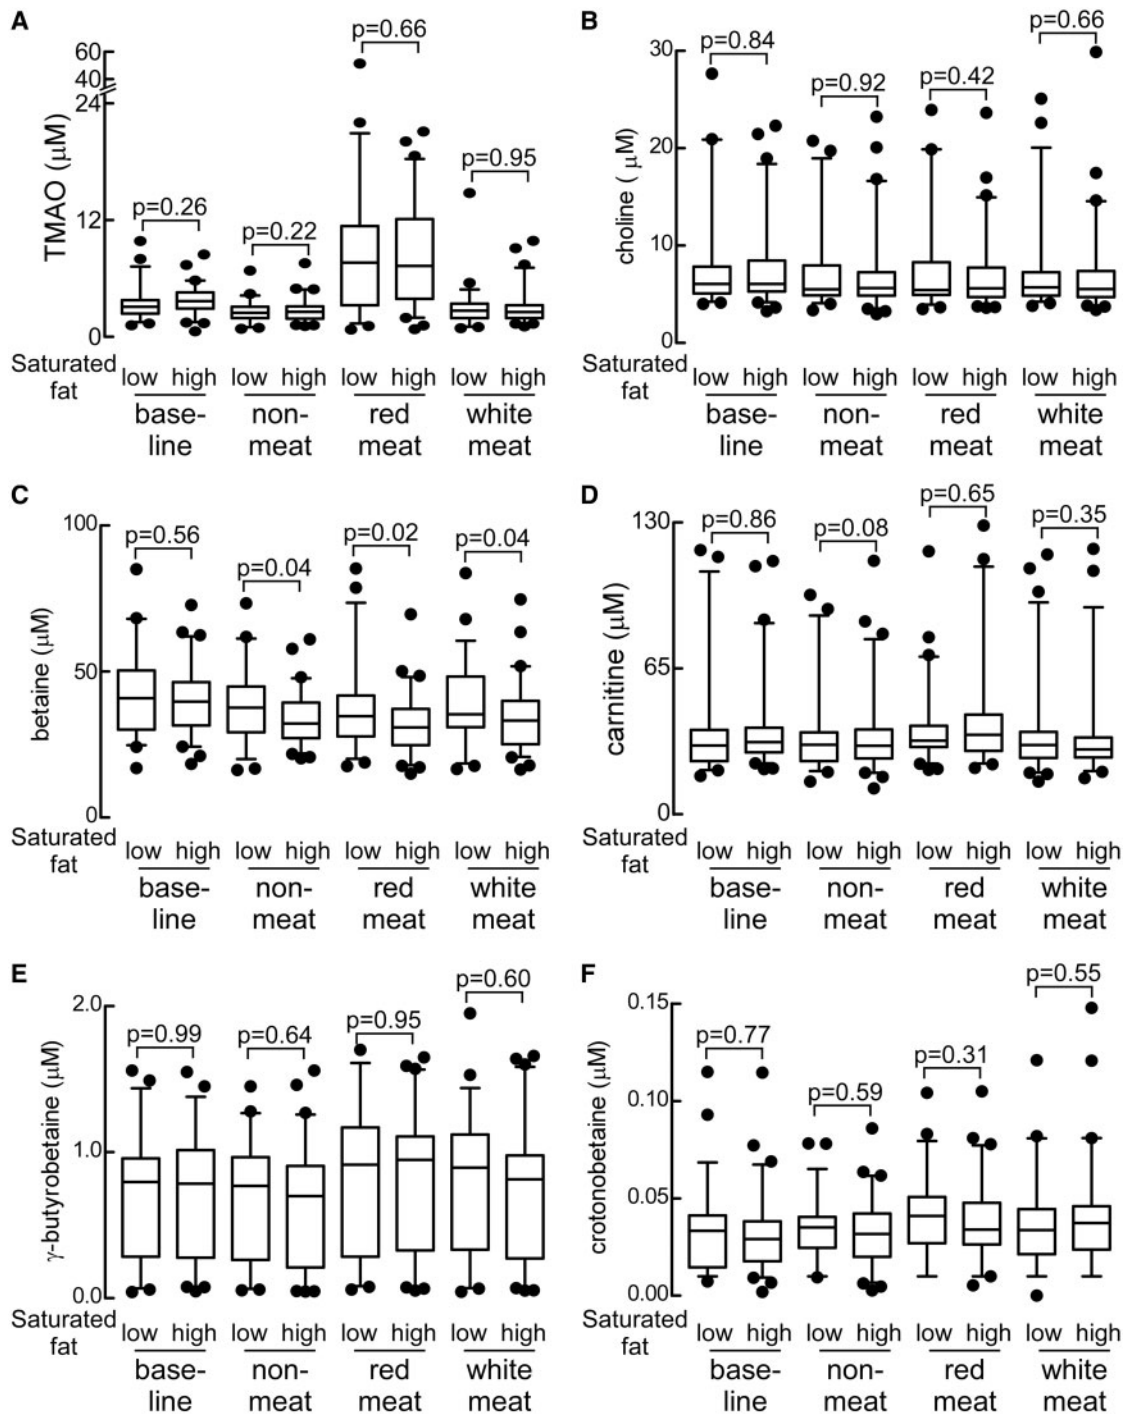 A
TMAO (μM)
60
40
24
12
0
p=0.26
p=0.22
p=0.66
p=0.95
Saturated
fat
low high low high low high low high
base-
line
non-
meat
red
meat
white
meat
B
choline ( μM)
30
20
10
0
p=0.84
p=0.92
p=0.42
p=0.66
Saturated
fat
low high low high low high low high
base-
line
non-
meat
red
meat
white
meat
C
betaine (μM)
100
50
0
p=0.56
p=0.04
p=0.02
p=0.04
Saturated
fat
low high low high low high low high
base-
line
non-
meat
red
meat
white
meat
D
carnitine (μM)
130
65
0
p=0.86
p=0.08
p=0.65
p=0.35
Saturated
fat
low high low high low high low high
base-
line
non-
meat
red
meat
white
meat
E
γ-butyrobetaine (μM)
2.0
1.0
0.0
p=0.99
p=0.64
p=0.95
p=0.60
Saturated
fat
low high low high low high low high
base-
line
non-
meat
red
meat
white
meat
F
crotonobetaine (μM)
0.15
0.10
0.05
0.00
p=0.77
p=0.59
p=0.31
p=0.55
Saturated
fat
low high low high low high low high
base-
line
non-
meat
red
meat
white
meat